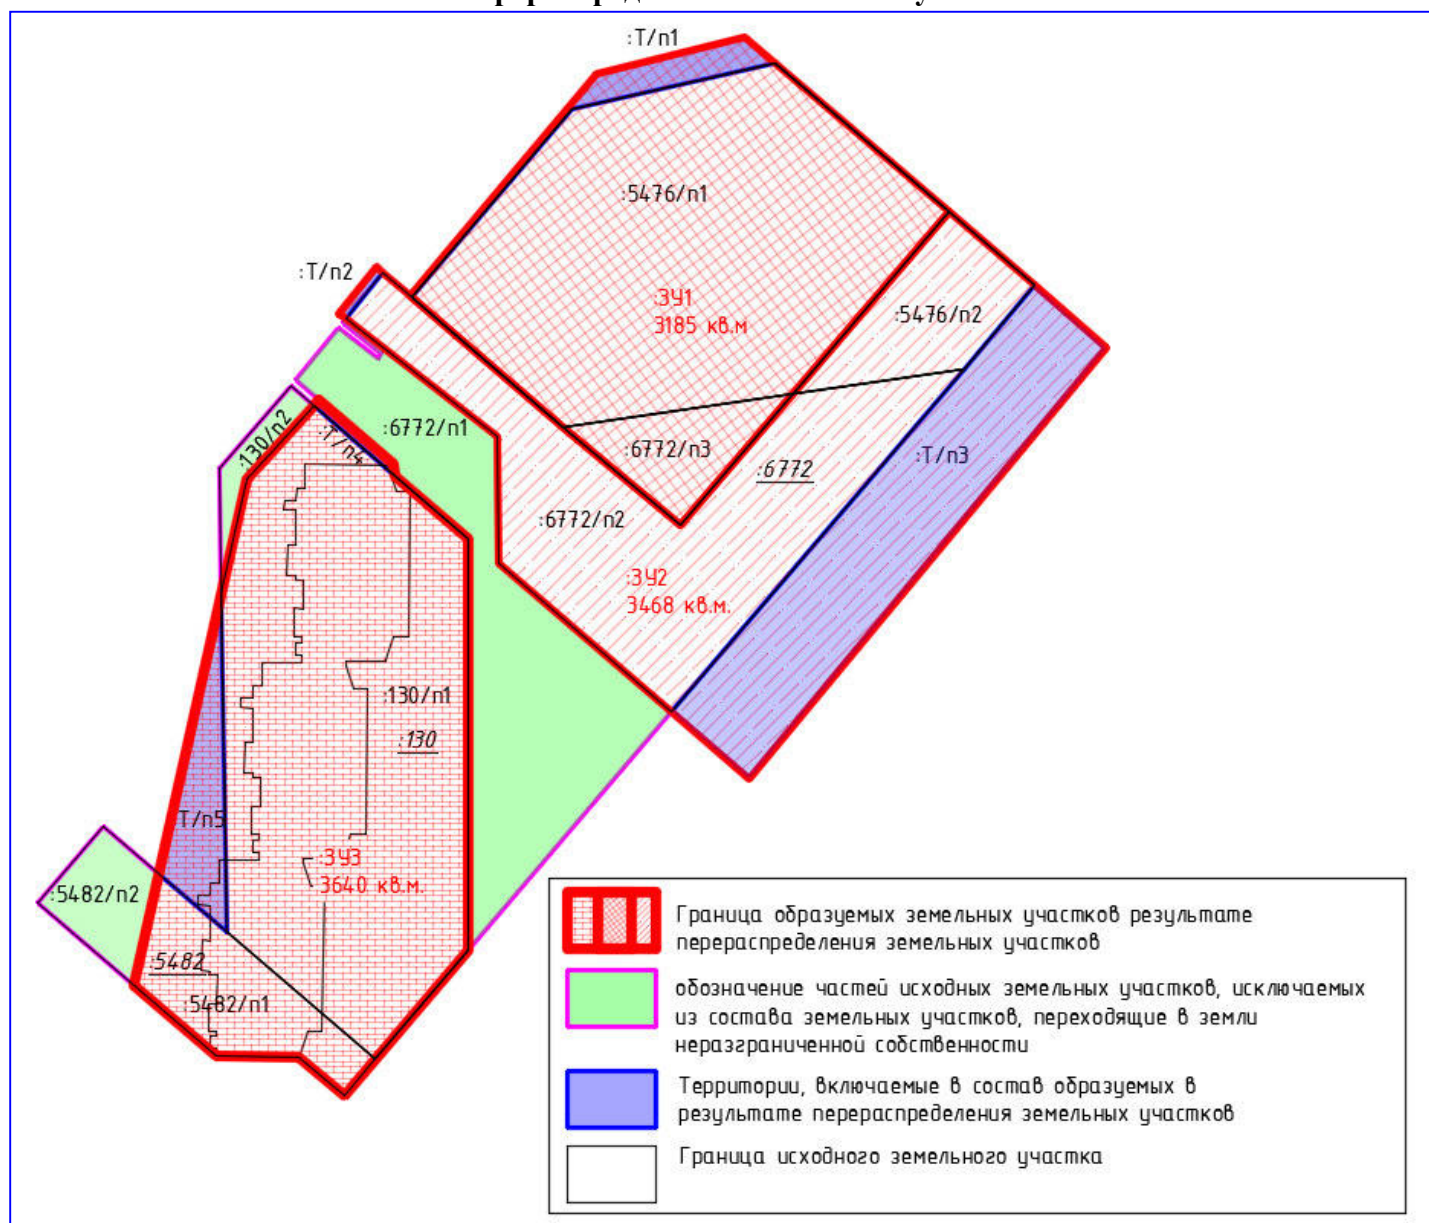 :Т/п1
:5476/п1
:Т/п2
:ЗУ1
3185 кв.м
:5476/п2
:130/п2
:Т/п4
:6772/п1
:6772/п3
:6772
:Т/п3
:6772/п2
:ЗУ2
3468 кв.м.
:130/п1
:130
Т/п5
:ЗУ3
3640 кв.м.
:5482/п2
:5482
:5482/п1
Граница образуемых земельных участков результате
перераспределения земельных участков
обозначение частей исходных земельных участков, исключаемых
из состава земельных участков, переходящие в земли
неразграниченной собственности
Территории, включаемые в состав образуемых в
результате перераспределения земельных участков
Граница исходного земельного участка